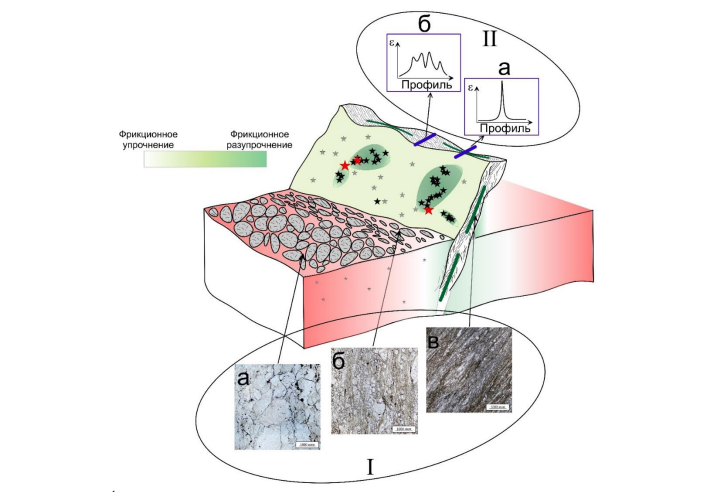 б
II
ε
Профиль
а
ε
Профиль
Фрикционное
упрочнение
Фрикционное
разупрочнение
а
б
в
I